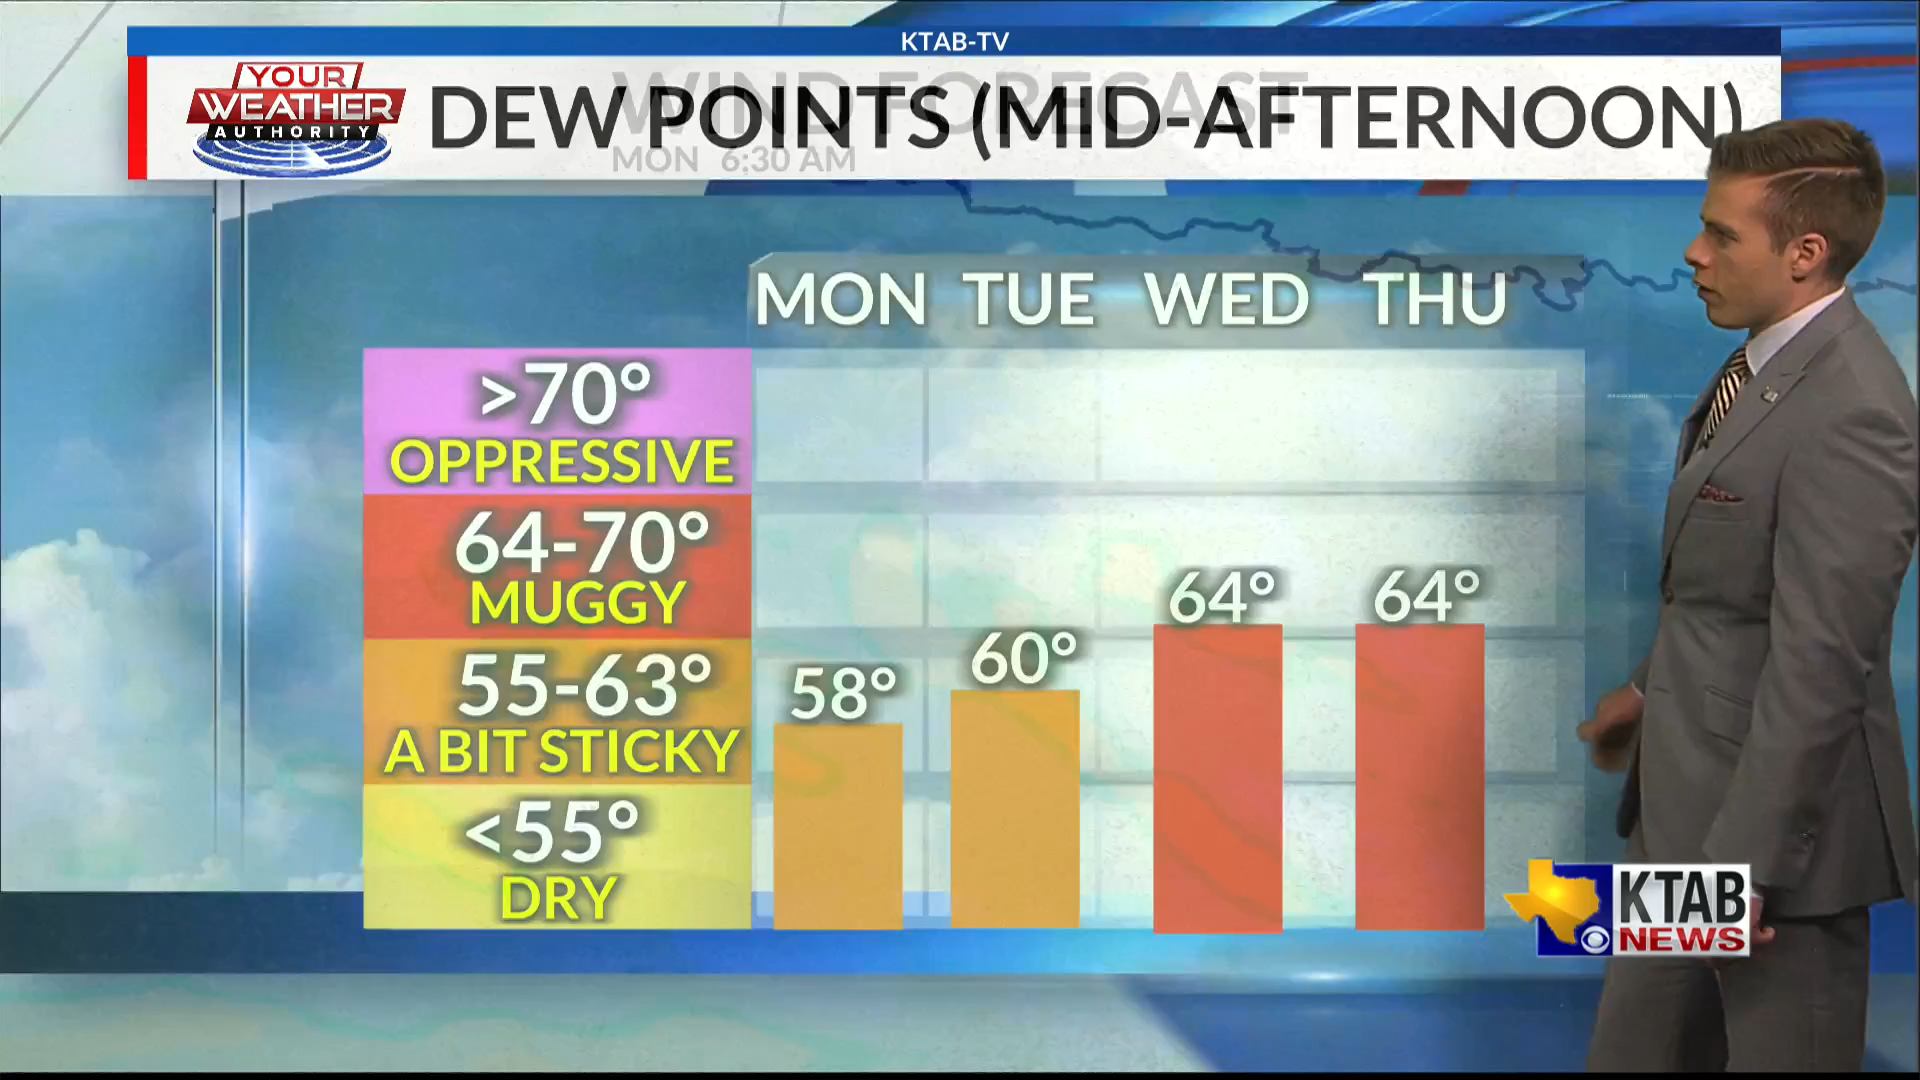 KTAB-TV
YOUR
WEATHER
AUTHORITY
DEW POINTS (MID-AFTERNOON)
WIND FORECAST
MON 6:30 AM
MON TUE WED THU
>70°
OPPRESSIVE
64-70°
MUGGY
64° 64°
60°
55-63°
58°
A BIT STICKY
<55°
DRY
KTAB
NEWS